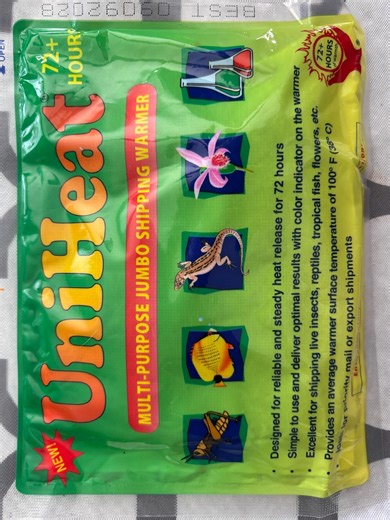 NEW!
UniHeat
72+
HOUR
MULTI-PURPOSE JUMBO SHIPPING WARMER
• Designed for reliable and steady heat release for 72 hours
• Simple to use and deliver optimal results with color indicator on the warmer
• Excellent for shipping live insects, reptiles, tropical fish, flowers, etc.
• Provides an average warmer surface temperature of 100° F (38° C)
• mail or export shipments
72+
HOURS
BEST 09092028
OPEN